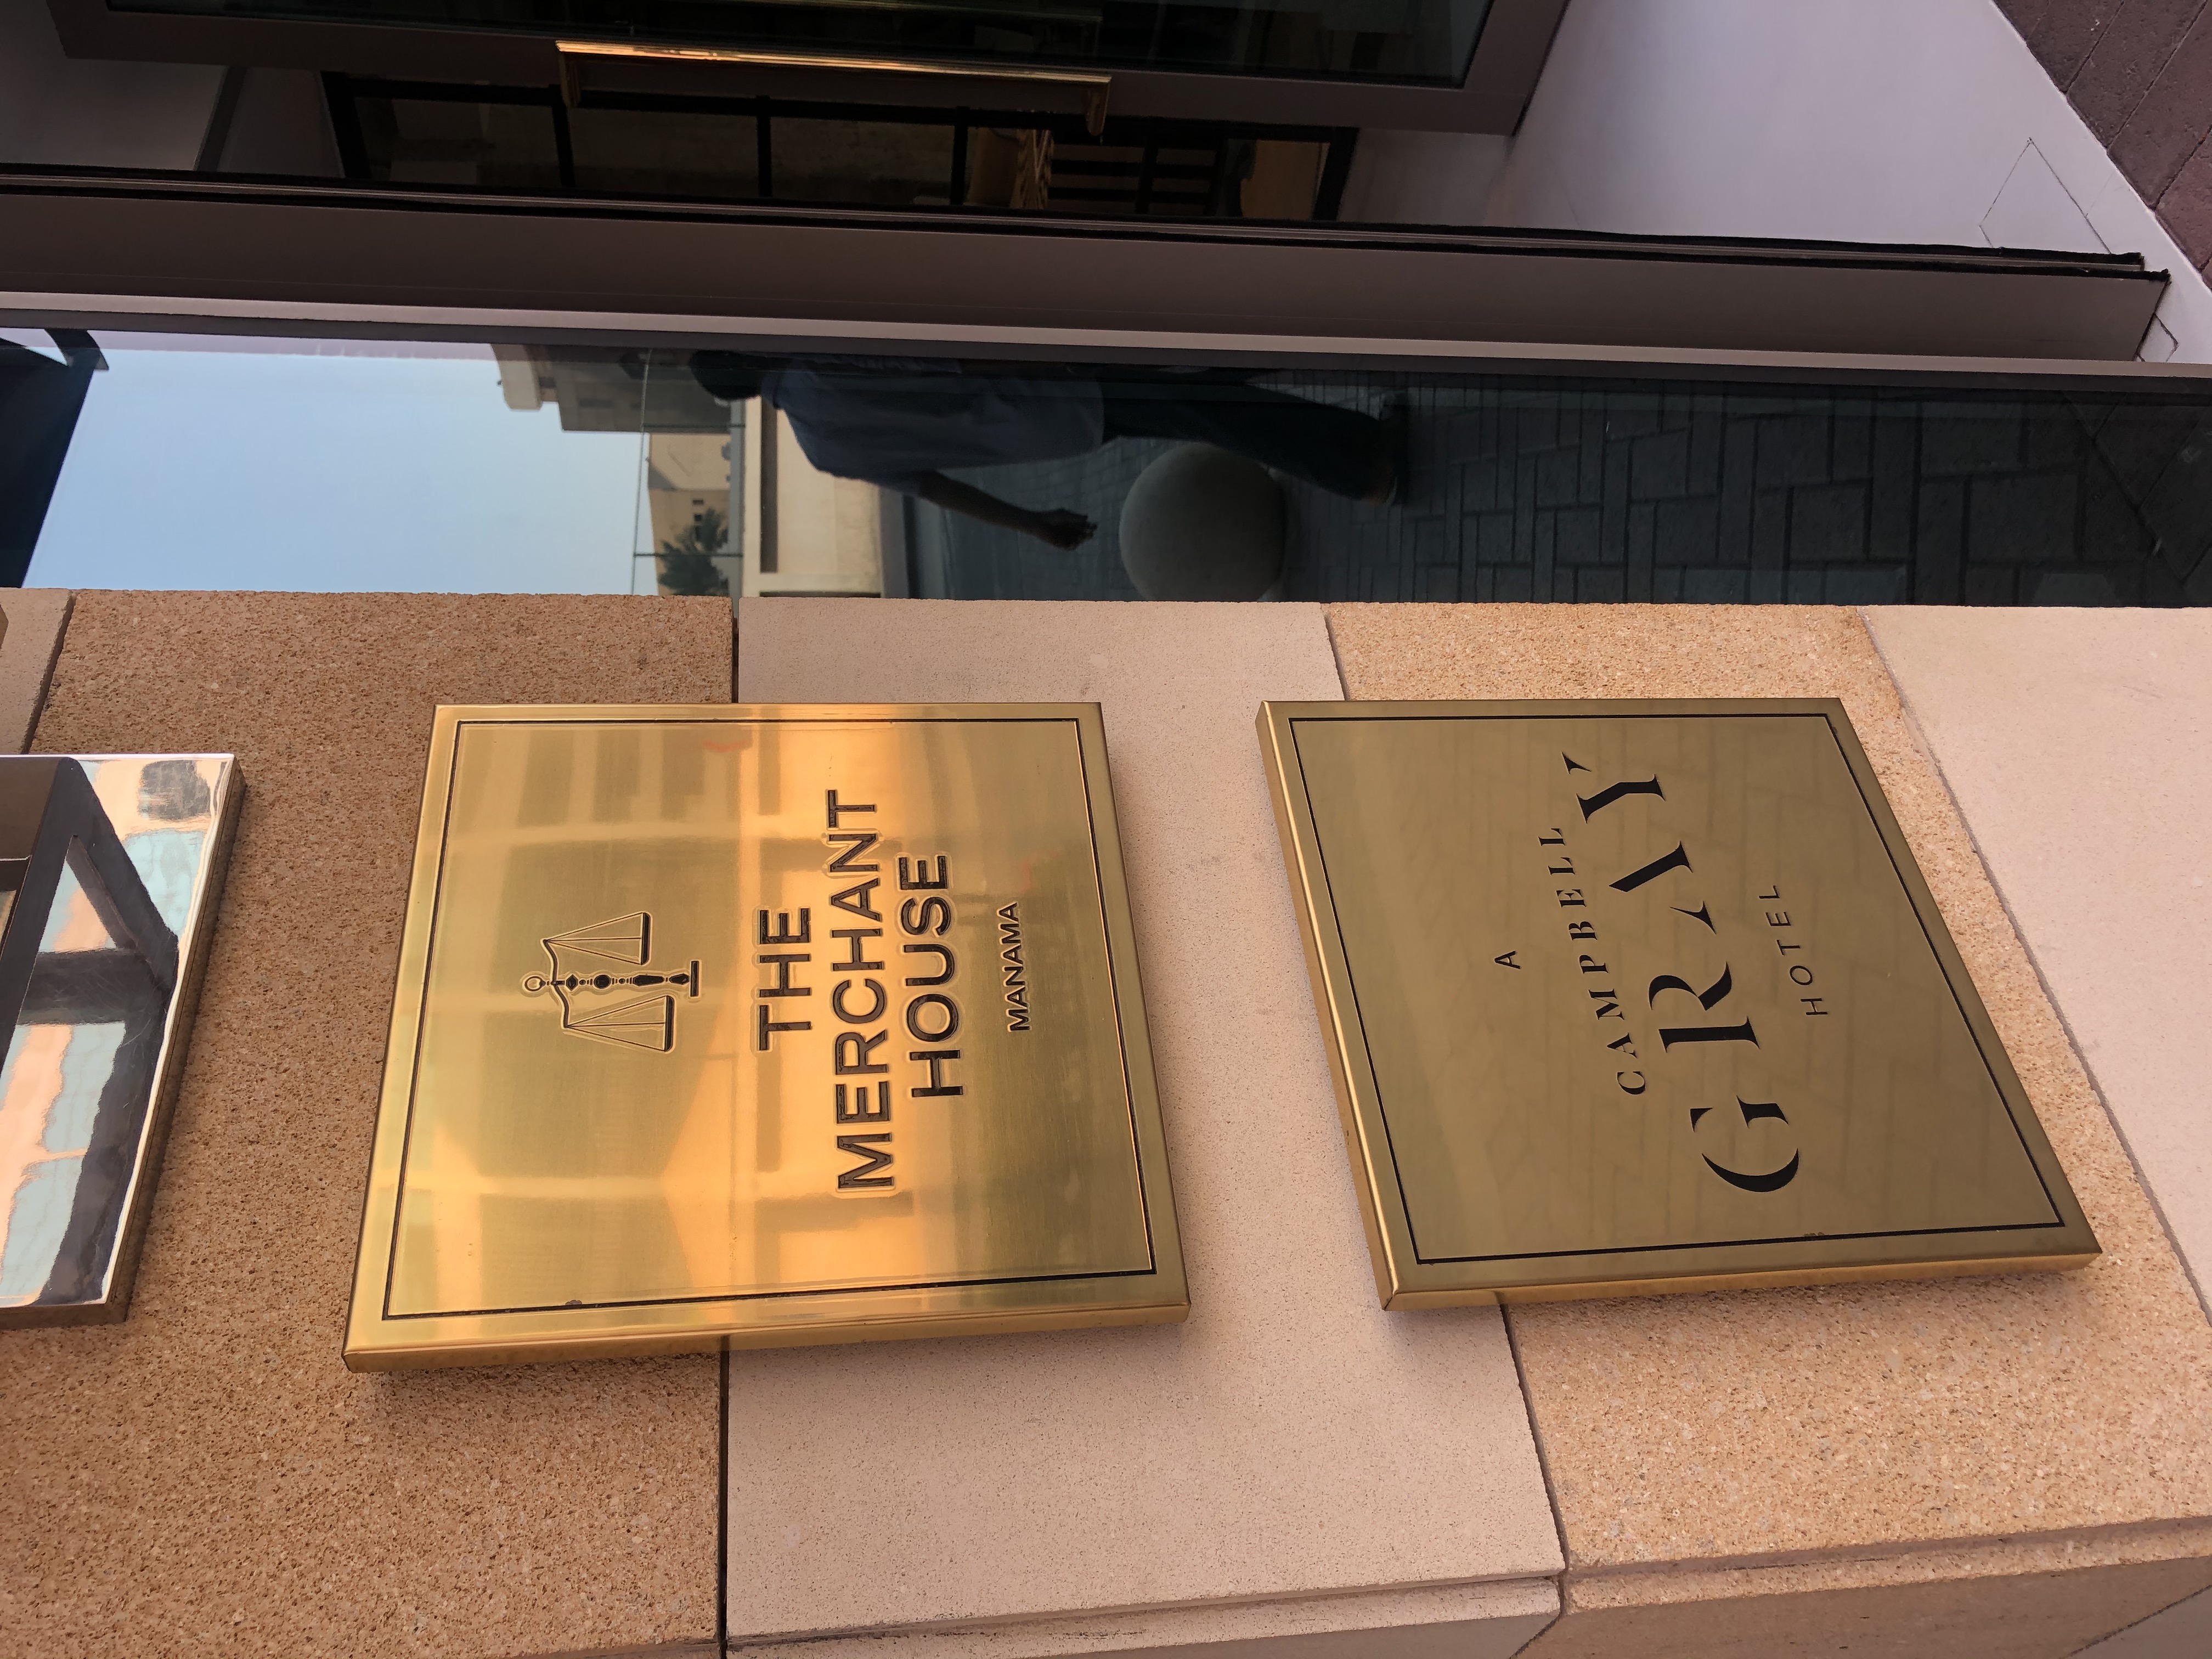 THE
MERCHANT
HOUSE
MANAMA
A
CAMPBELL
GRAY
HOTEL